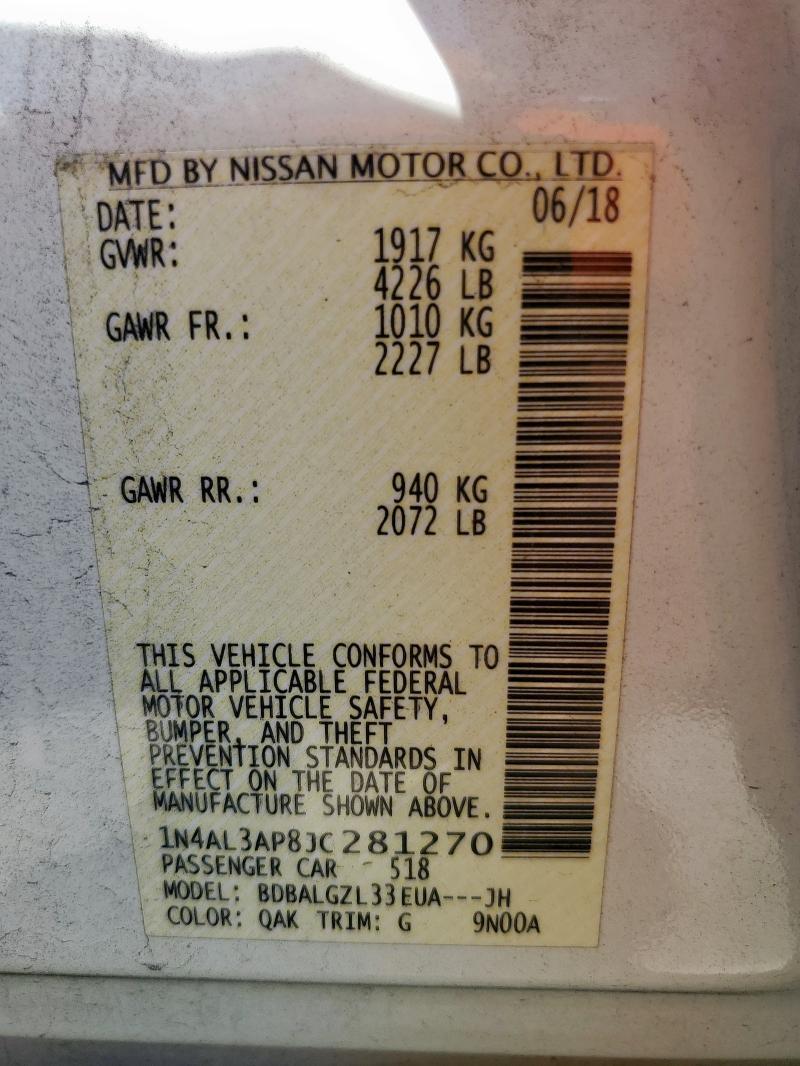 MFD BY NISSAN MOTOR CO., LTD.
DATE: 06/18
GVWR: 1917 KG
4226 LB
GAWR FR.: 1010 KG
2227 LB
GAWR RR.: 940 KG
2072 LB
THIS VEHICLE CONFORMS TO
ALL APPLICABLE FEDERAL
MOTOR VEHICLE SAFETY,
BUMPER, AND THEFT
PREVENTION STANDARDS IN
EFFECT ON THE DATE OF
MANUFACTURE SHOWN ABOVE.
1N4AL3AP8JC281270
PASSENGER CAR - 518
MODEL: BDBALGZL33EUA---JH
COLOR: QAK TRIM: G 9N00A